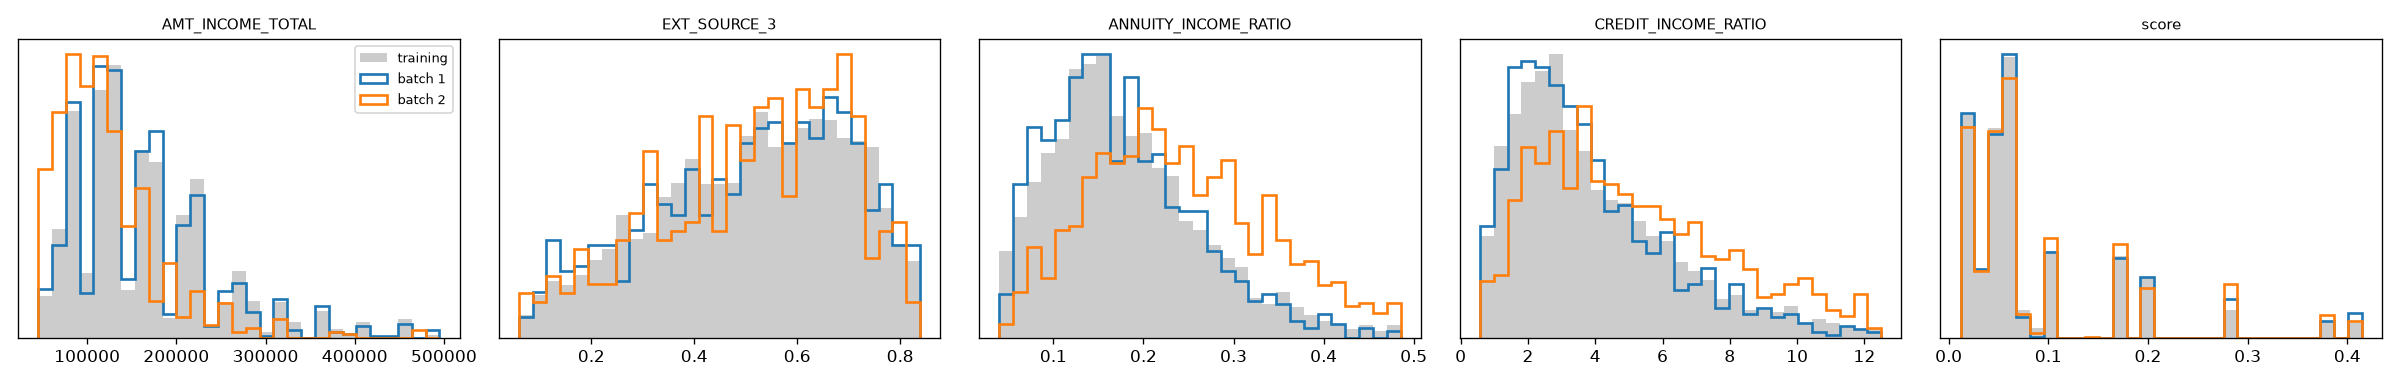 AMT_INCOME_TOTAL
training
batch 1
batch 2
100000 200000 300000 400000 500000
EXT_SOURCE_3
0.2 0.4 0.6 0.8
ANNUITY_INCOME_RATIO
0.1 0.2 0.3 0.4 0.5
CREDIT_INCOME_RATIO
0 2 4 6 8 10 12
score
0.0 0.1 0.2 0.3 0.4